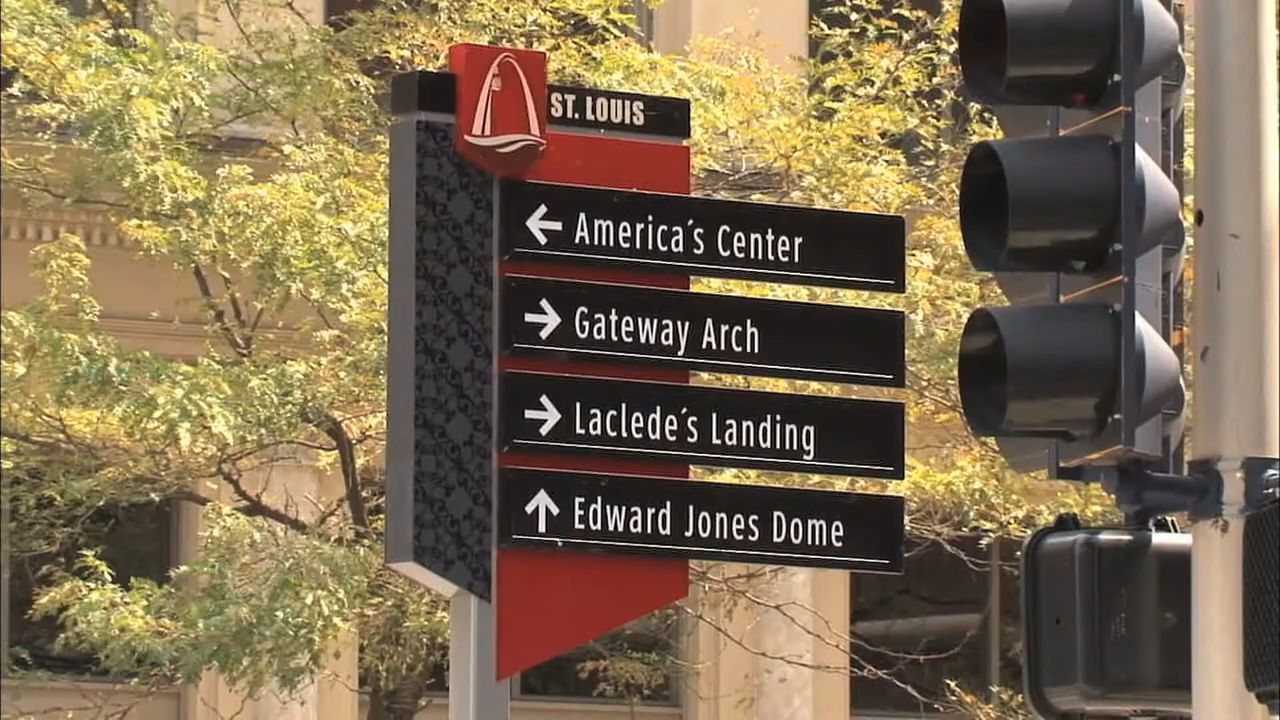 ST. LOUIS
← America's Center
→ Gateway Arch
→ Laclede's Landing
↑ Edward Jones Dome